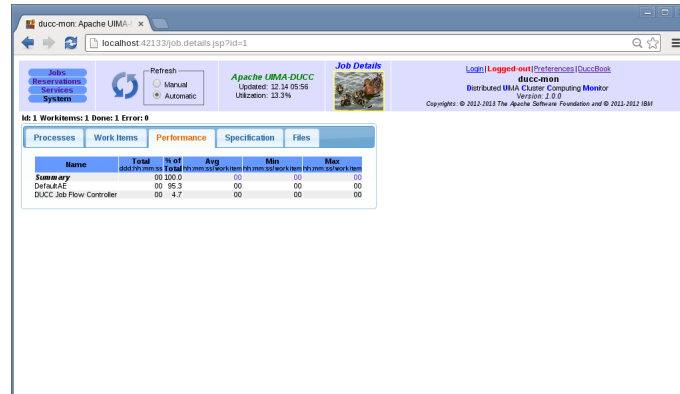 ducc-mon: Apache UIMA-
localhost:42133/job.details.jsp?id=1
Jobs
Reservations
Services
System
Refresh
Manual
Automatic
Apache UIMA-DUCC
Updated: 12.14 05:56
Utilization: 13.3%
Job Details
Login|Logged-out|Preferences|DuccBook
ducc-mon
Distributed UIMA Cluster Computing Monitor
Version: 1.0.0
Copyrights: © 2012-2013 The Apache Software Foundation and © 2011-2012 IBM
Id: 1 Workitems: 1 Done: 1 Error: 0
Processes Work Items Performance Specification Files
Name Total % of Avg Min Max
ddd:hh:mm:ss Total hh:mm:ss/workitem hh:mm:ss/workitem hh:mm:ss/workitem
Summary 00 100.0 00 00 00
DefaultAE 00 95.3 00 00 00
DUCC Job Flow Controller 00 4.7 00 00 00